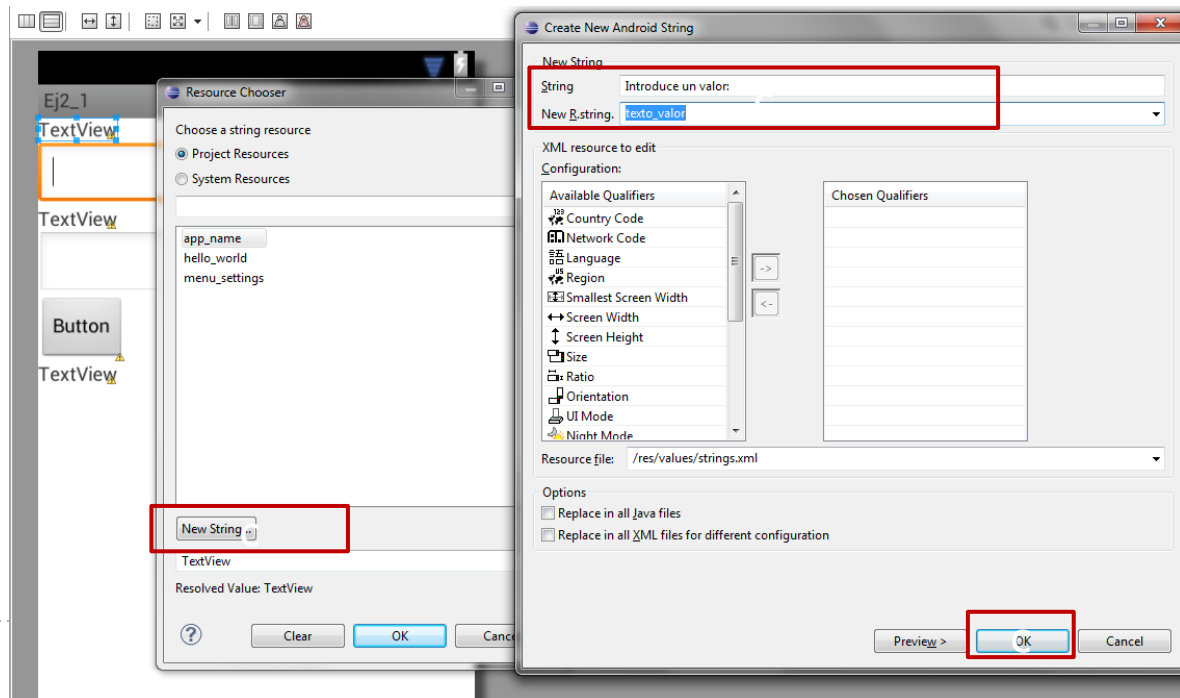 Ej2_1
TextView
TextView
Button
TextView
Resource Chooser
Choose a string resource
Project Resources
System Resources
app_name
hello_world
menu_settings
New String ..
TextView
Resolved Value: TextView
?
Clear
OK
Cance
Create New Android String
New String
String
Introduce un valor:
New R.string.
texto_valor
XML resource to edit
Configuration:
Available Qualifiers
Country Code
Network Code
Language
Region
Smallest Screen Width
Screen Width
Screen Height
Size
Ratio
Orientation
UI Mode
Night Mode
->
<-
Chosen Qualifiers
Resource file:
/res/values/strings.xml
Options
Replace in all Java files
Replace in all XML files for different configuration
Preview >
OK
Cancel